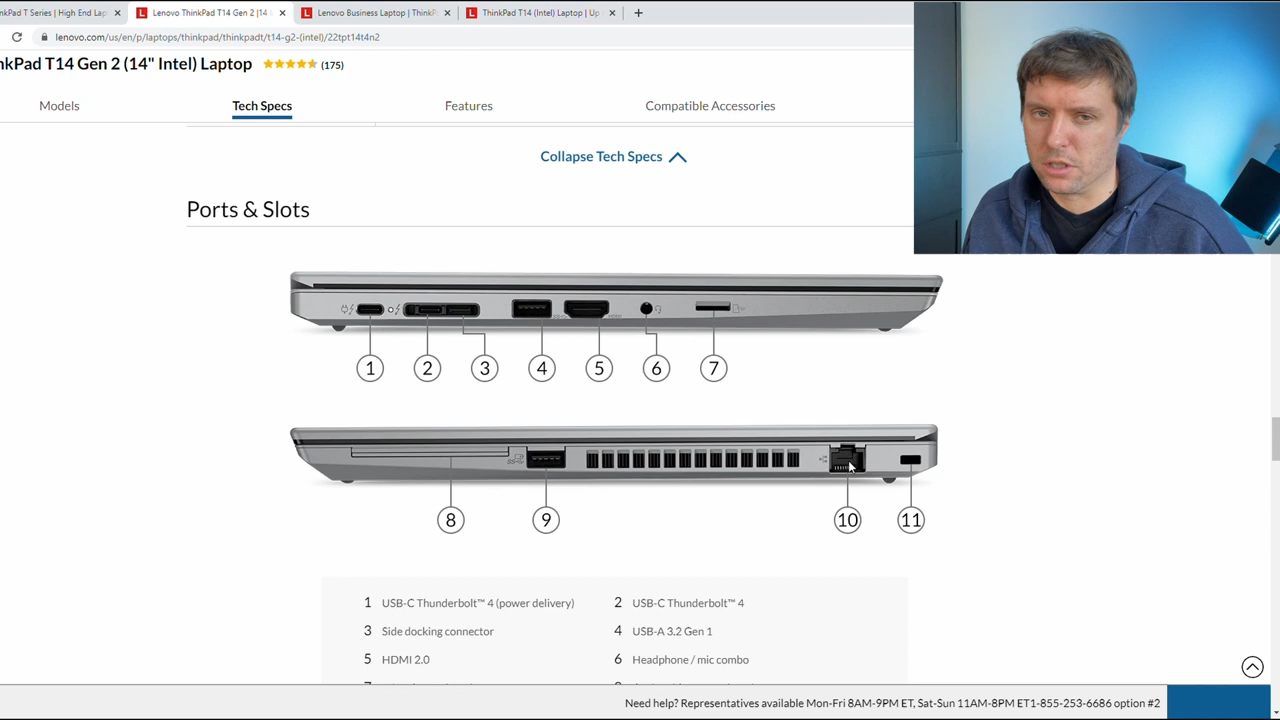 nkPad T Series | High End Lap
Lenovo ThinkPad T14 Gen 2 |14
Lenovo Business Laptop | ThinkP
ThinkPad T14 (Intel) Laptop | Up
lenovo.com/us/en/p/laptops/thinkpad/thinkpadt/t14-g2-(intel)/22tpt14t4n2
nkPad T14 Gen 2 (14" Intel) Laptop (175)
Models
Tech Specs
Features
Compatible Accessories
Collapse Tech Specs
Ports & Slots
1 2 3 4 5 6 7
8 9 10 11
1 USB-C Thunderbolt™ 4 (power delivery)
2 USB-C Thunderbolt™ 4
3 Side docking connector
4 USB-A 3.2 Gen 1
5 HDMI 2.0
6 Headphone / mic combo
Need help? Representatives available Mon-Fri 8AM-9PM ET, Sat-Sun 11AM-8PM ET1-855-253-6686 option #2